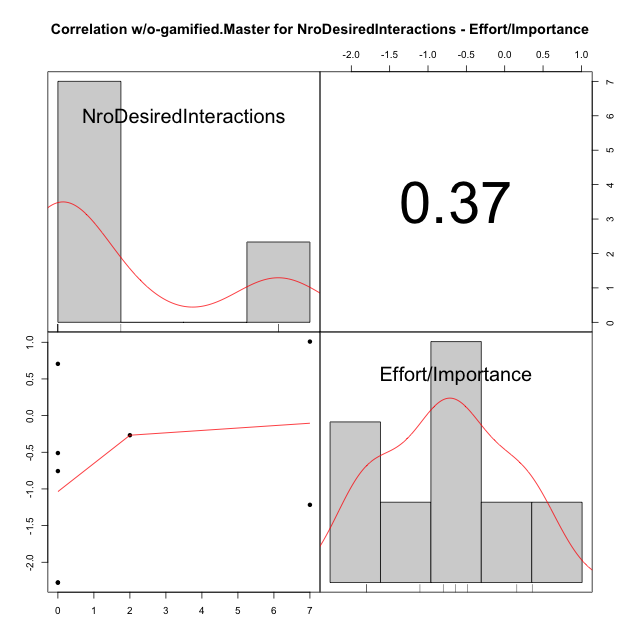 Correlation w/o-gamified.Master for NroDesiredInteractions - Effort/Importance
-2.0 -1.0 -0.5 0.0 0.5 1.0
NroDesiredInteractions
0.37
0 1 2 3 4 5 6 7
Effort/Importance
-2.0 -1.5 -1.0 -0.5 0.0 0.5 1.0
0 1 2 3 4 5 6 7